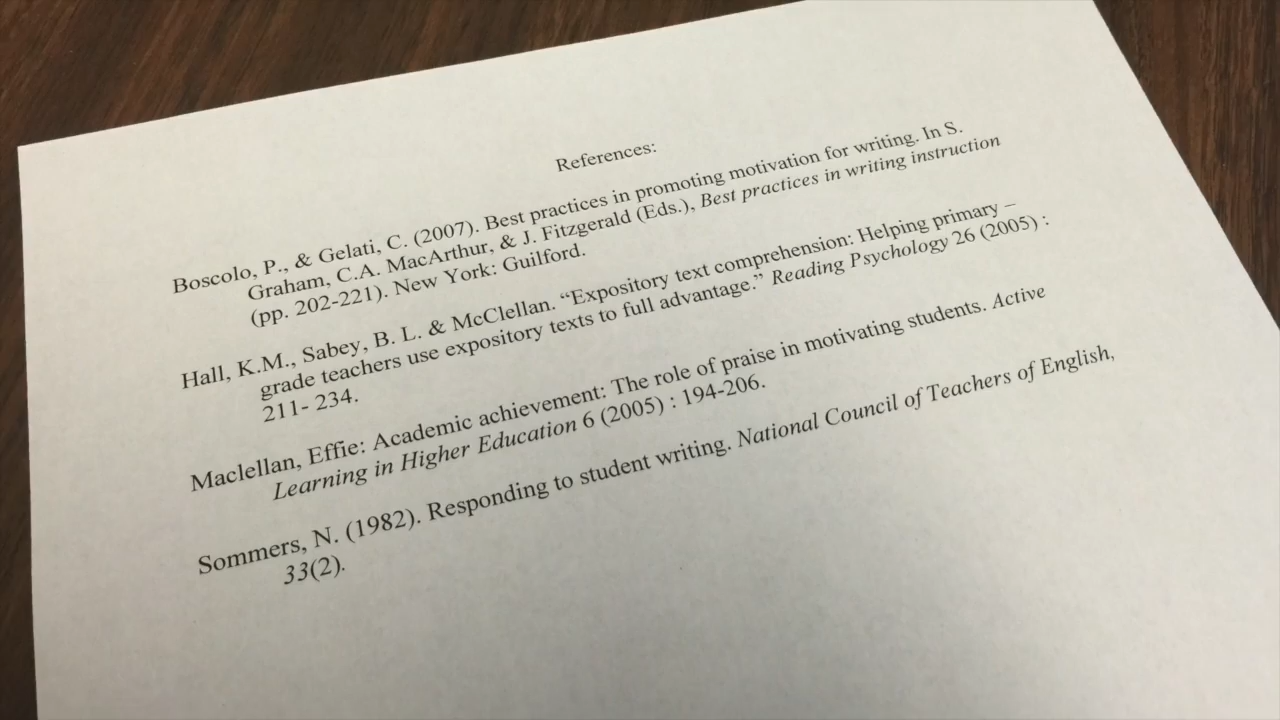 References:
Boscolo, P., & Gelati, C. (2007). Best practices in promoting motivation for writing. In S.
Graham, C.A. MacArthur, & J. Fitzgerald (Eds.), Best practices in writing instruction
(pp. 202-221). New York: Guilford.
Hall, K.M., Sabey, B. L. & McClellan. “Expository text comprehension: Helping primary –
grade teachers use expository texts to full advantage.” Reading Psychology 26 (2005) :
211- 234.
Maclellan, Effie: Academic achievement: The role of praise in motivating students. Active
Learning in Higher Education 6 (2005) : 194-206.
Sommers, N. (1982). Responding to student writing. National Council of Teachers of English,
33(2).